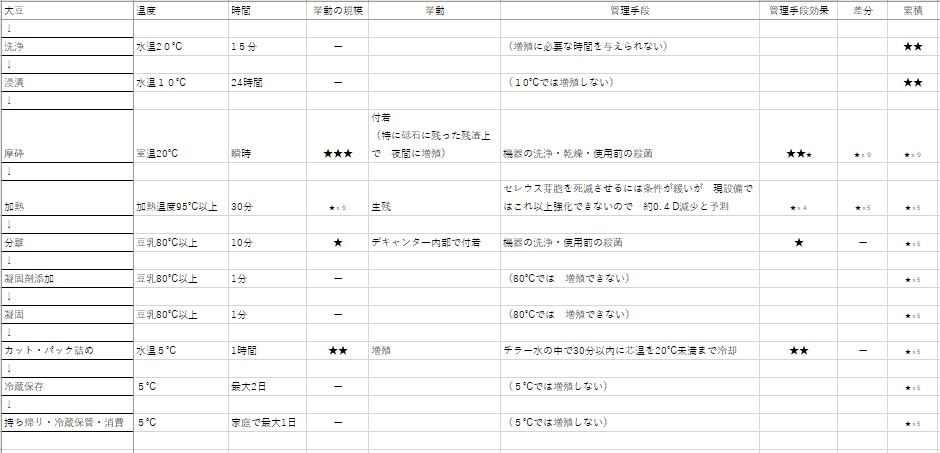 大豆 温度 時間 挙動の規模 挙動 管理手段 管理手段効果 差分 累積
↓
洗浄 水温20℃ 15分 ー (増殖に必要な時間を与えられない) ★★
↓
浸漬 水温10℃ 24時間 ー (10℃では増殖しない) ★★
↓
付着
(特に砥石に残った残渣上
摩砕 室温20℃ 瞬時 ★★★ で 夜間に増殖) 機器の洗浄・乾燥・使用前の殺菌 ★★★ ★x9 ★x9
↓
セレウス芽胞を死滅させるには条件が緩いが 現設備で
加熱 加熱温度95℃以上 30分 ★x9 生残 はこれ以上強化できないので 約0.4D減少と予測 ★x4 ★x5 ★x5
↓
分離 豆乳80℃以上 10分 ★ デキャンター内部で付着 機器の洗浄・使用前の殺菌 ★ ー ★x5
↓
凝固剤添加 豆乳80℃以上 1分 ー (80℃では 増殖できない) ★x5
↓
凝固 豆乳80℃以上 1分 ー (80℃では 増殖できない) ★x5
↓
カット・パック詰め 水温5℃ 1時間 ★★ 増殖 チラー水の中で30分以内に芯温を20℃未満まで冷却 ★★ ー ★x5
↓
冷蔵保存 5℃ 最大2日 ー (5℃では増殖しない) ★x5
↓
持ち帰り・冷蔵保管・消費 5℃ 家庭で最大1日 ー (5℃では増殖しない) ★x5